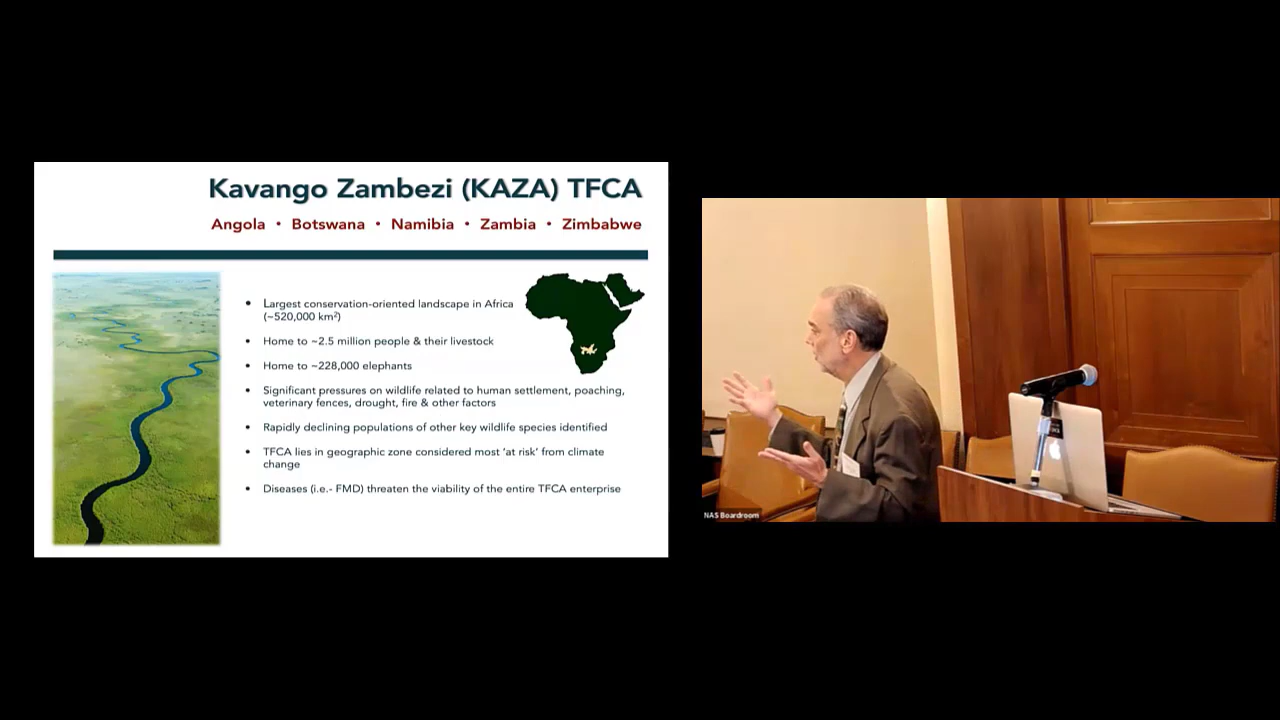 Kavango Zambezi (KAZA) TFCA
Angola • Botswana • Namibia • Zambia • Zimbabwe
• Largest conservation-oriented landscape in Africa
(~520,000 km²)
• Home to ~2.5 million people & their livestock
• Home to ~228,000 elephants
• Significant pressures on wildlife related to human settlement, poaching,
veterinary fences, drought, fire & other factors
• Rapidly declining populations of other key wildlife species identified
• TFCA lies in geographic zone considered most ‘at risk’ from climate
change
• Diseases (i.e.- FMD) threaten the viability of the entire TFCA enterprise
NAS Boardroom